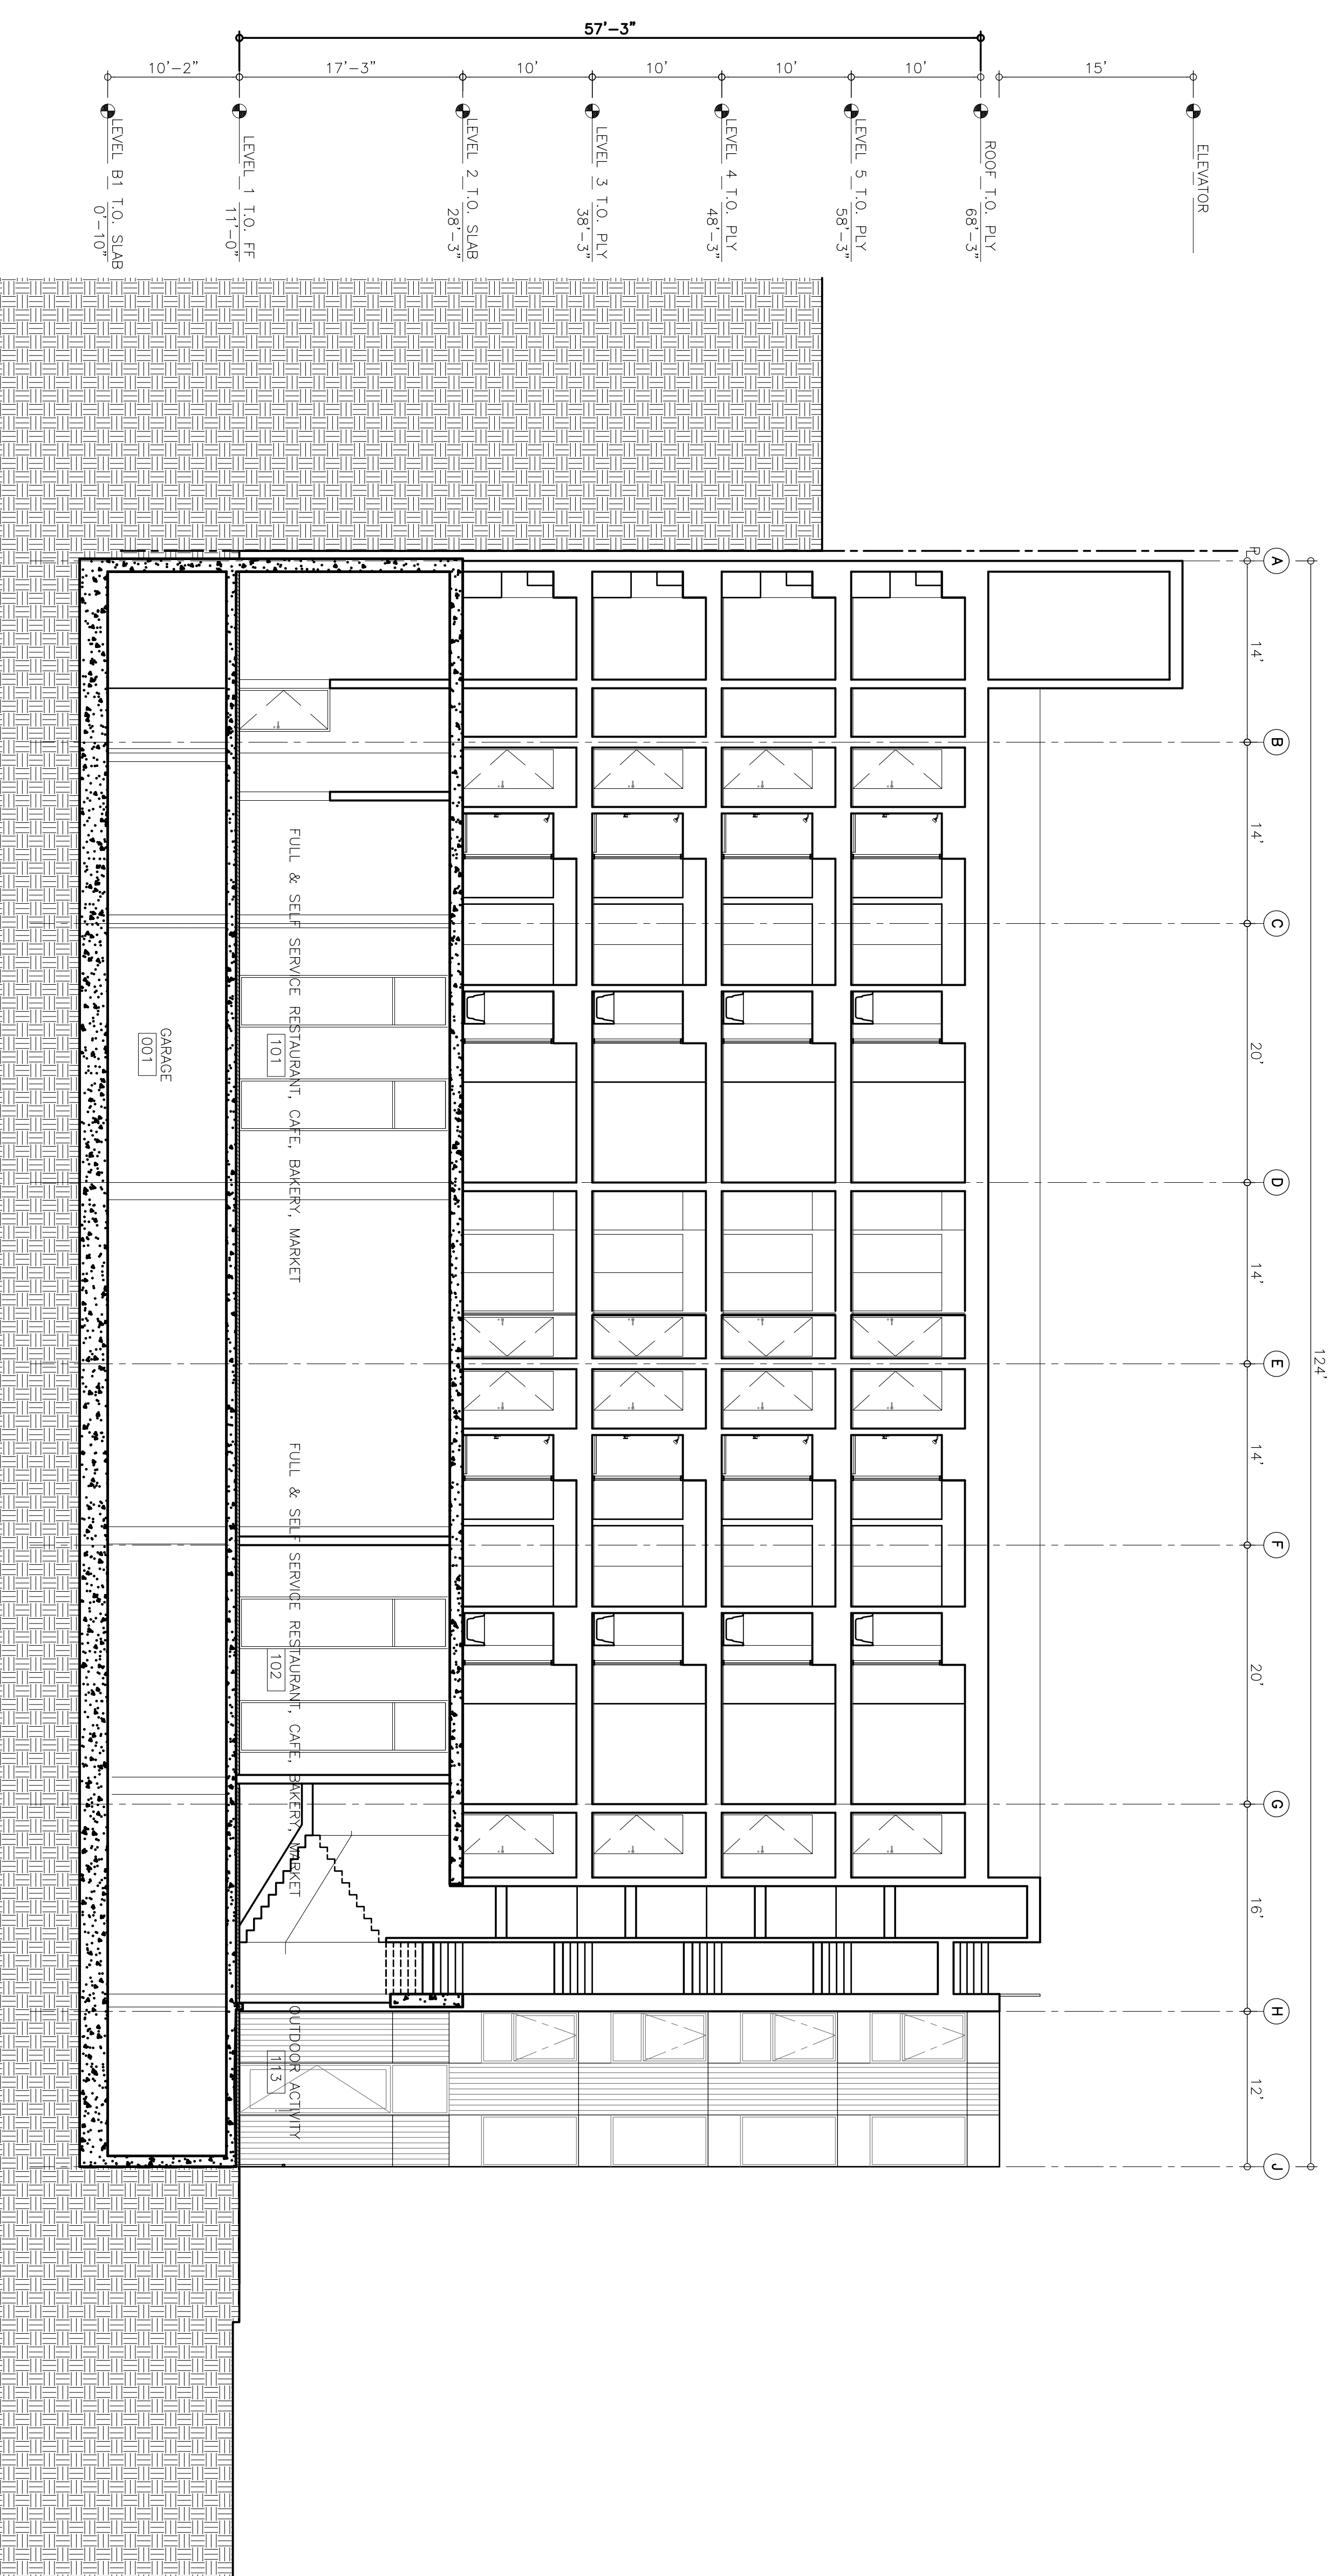 124'
A
B
C
D
E
F
G
H
J
14'
14'
20'
14'
14'
20'
16'
12'
PL
ELEVATOR
15'
ROOF T.O. PLY
68'-3"
10'
LEVEL 5 T.O. PLY
58'-3"
10'
LEVEL 4 T.O. PLY
48'-3"
10'
LEVEL 3 T.O. PLY
38'-3"
10'
LEVEL 2 T.O. SLAB
28'-3"
57'-3"
17'-3"
LEVEL 1 T.O. FF
11'-0"
10'-2"
LEVEL B1 T.O. SLAB
0'-10"
FULL & SELF SERVICE RESTAURANT, CAFE, BAKERY, MARKET
101
FULL & SELF SERVICE RESTAURANT, CAFE, BAKERY, MARKET
102
OUTDOOR ACTIVITY
113
GARAGE
001